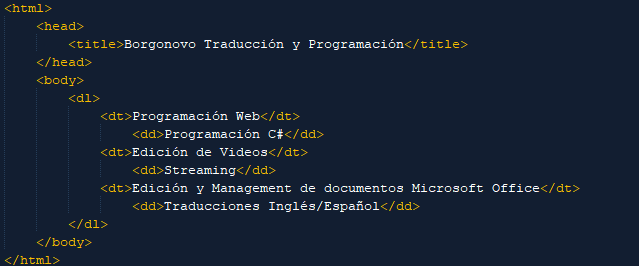 <html>
<head>
<title>Borgonovo Traducción y Programación</title>
</head>
<body>
<dl>
<dt>Programación Web</dt>
<dd>Programación C#</dd>
<dt>Edición de Videos</dt>
<dd>Streaming</dd>
<dt>Edición y Management de documentos Microsoft Office</dt>
<dd>Traducciones Inglés/Español</dd>
</dl>
</body>
</html>